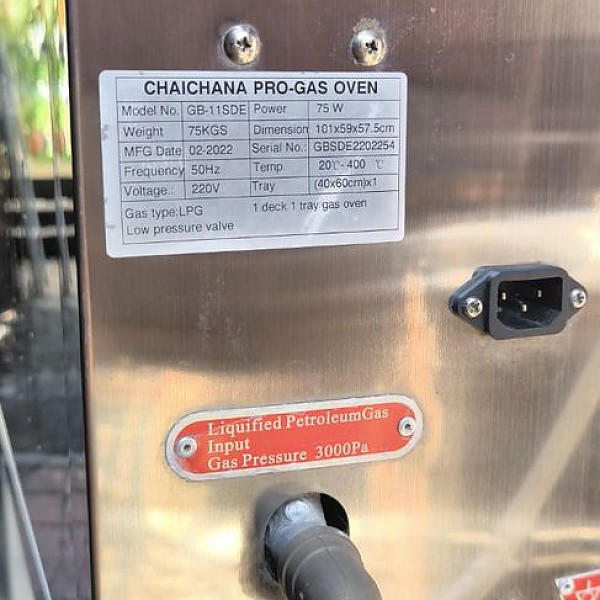 CHAICHANA PRO-GAS OVEN
Model No. GB-11SDE Power 75 W
Weight 75KGS Dimension 101x59x57.5cm
MFG Date 02-2022 Serial No.: GBSDE2202254
Frequency 50Hz Temp. 20℃- 400 ℃
Voltage.: 220V Tray (40x60cm)x1
Gas type:LPG 1 deck 1 tray gas oven
Low pressure valve
Liquified PetroleumGas
Input
Gas Pressure 3000Pa